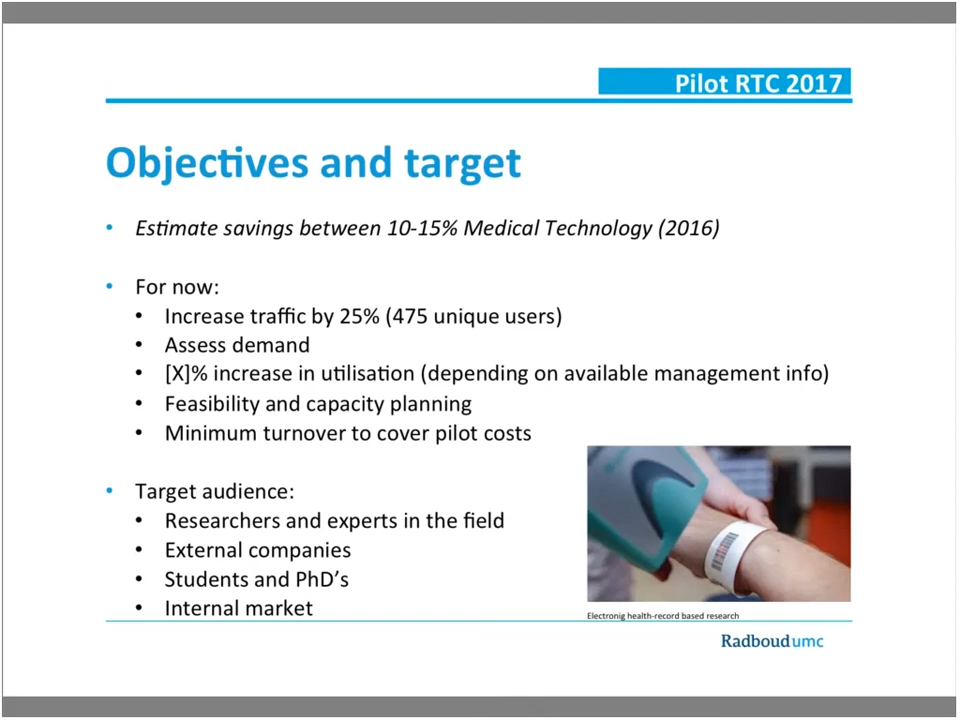 Pilot RTC 2017
Objectives and target
• Estimate savings between 10-15% Medical Technology (2016)
• For now:
• Increase traffic by 25% (475 unique users)
• Assess demand
• [X]% increase in utilisation (depending on available management info)
• Feasibility and capacity planning
• Minimum turnover to cover pilot costs
• Target audience:
• Researchers and experts in the field
• External companies
• Students and PhD's
• Internal market
Electronig health-record based research
Radboudumc